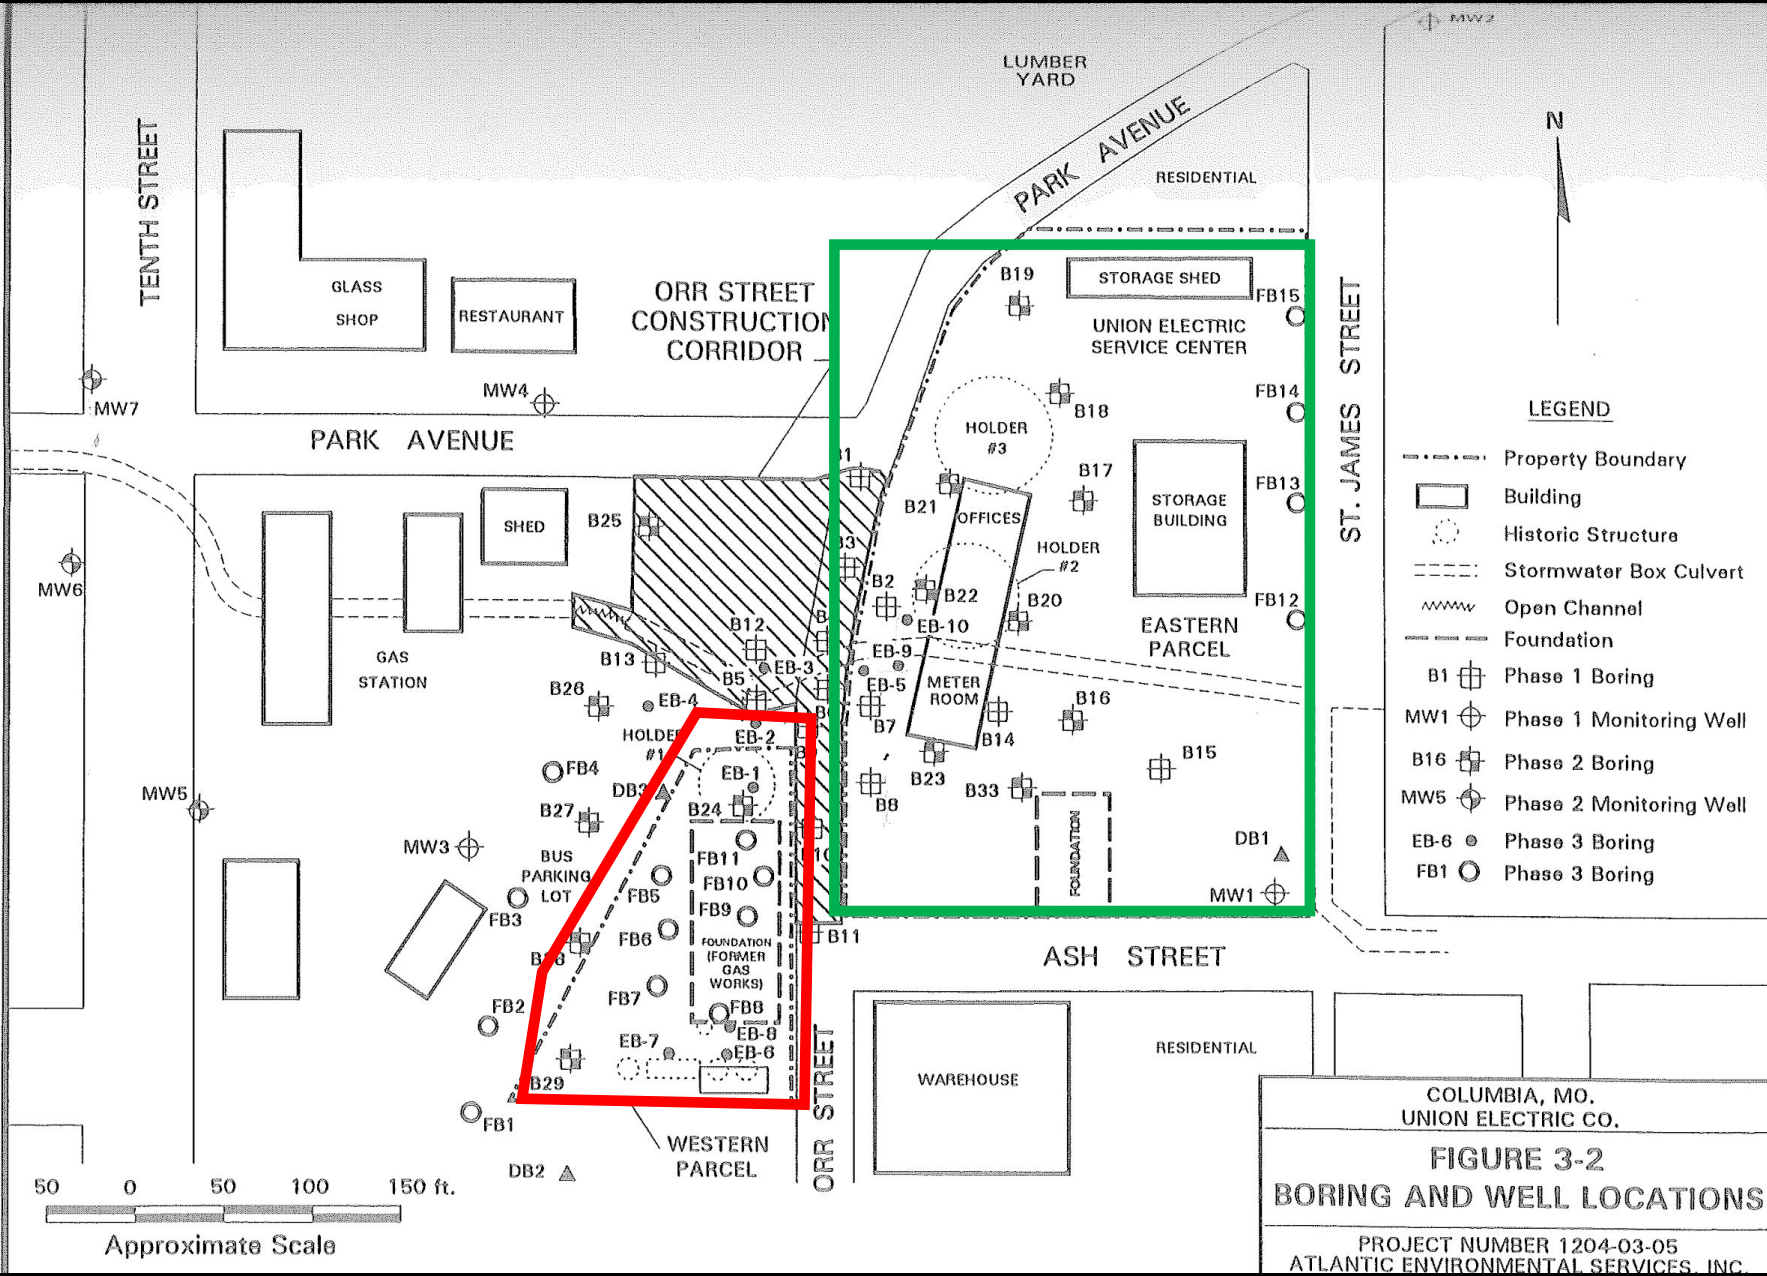 MW2
LUMBER
YARD
PARK AVENUE
RESIDENTIAL
N
TENTH STREET
GLASS
SHOP
RESTAURANT
ORR STREET
CONSTRUCTION
CORRIDOR
B19
STORAGE SHED
FB15
UNION ELECTRIC
SERVICE CENTER
ST. JAMES STREET
MW7
MW4
PARK AVENUE
HOLDER
#3
B18
FB14
B1
B21
B17
FB13
OFFICES
STORAGE
BUILDING
SHED
B25
B3
HOLDER
#2
B2
B22
B20
FB12
EB-10
MW6
EASTERN
PARCEL
B12
B13
EB-3
EB-9
GAS
STATION
B5
EB-5
METER
ROOM
B26
EB-4
B7
B16
B14
HOLDER
#1
EB-2
B23
B15
FB4
EB-1
DB3
B24
B8
B33
MW5
B27
FOUNDATION
DB1
MW3
BUS
PARKING
LOT
FB11
FB10
FB5
FB9
FB3
MW1
FB6
B11
FOUNDATION
(FORMER
GAS
WORKS)
ASH STREET
FB7
FB2
FB8
EB-8
EB-7
EB-6
B29
FB1
ORR STREET
WAREHOUSE
RESIDENTIAL
WESTERN
PARCEL
DB2
LEGEND
Property Boundary
Building
Historic Structure
Stormwater Box Culvert
Open Channel
Foundation
B1 Phase 1 Boring
MW1 Phase 1 Monitoring Well
B16 Phase 2 Boring
MW5 Phase 2 Monitoring Well
EB-6 Phase 3 Boring
FB1 Phase 3 Boring
50 0 50 100 150 ft.
Approximate Scale
COLUMBIA, MO.
UNION ELECTRIC CO.
FIGURE 3-2
BORING AND WELL LOCATIONS
PROJECT NUMBER 1204-03-05
ATLANTIC ENVIRONMENTAL SERVICES, INC.